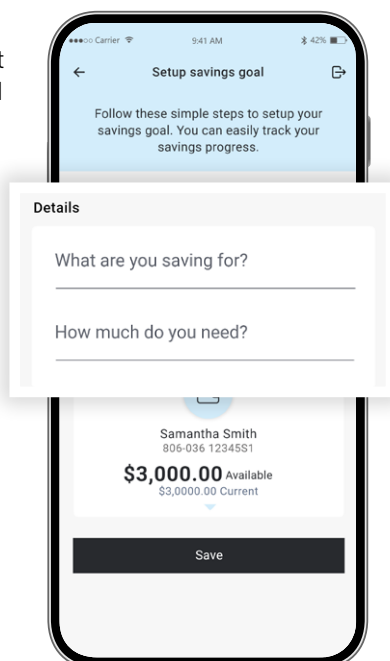 Carrier 9:41 AM 42%
Setup savings goal
Follow these simple steps to setup your
savings goal. You can easily track your
savings progress.
Details
What are you saving for?
How much do you need?
Samantha Smith
806-036 12345S1
$3,000.00 Available
$3,0000.00 Current
Save